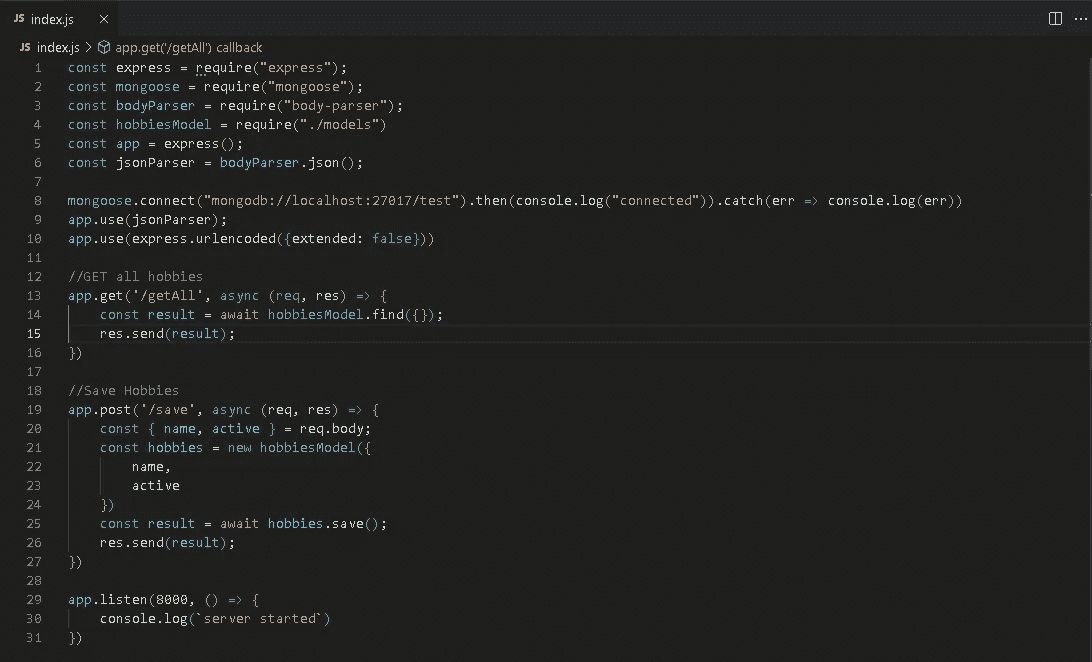 JS index.js ×
JS index.js > app.get('/getAll') callback
1 const express = require("express");
2 const mongoose = require("mongoose");
3 const bodyParser = require("body-parser");
4 const hobbiesModel = require("./models")
5 const app = express();
6 const jsonParser = bodyParser.json();
7
8 mongoose.connect("mongodb://localhost:27017/test").then(console.log("connected")).catch(err => console.log(err))
9 app.use(jsonParser);
10 app.use(express.urlencoded({extended: false}))
11
12 //GET all hobbies
13 app.get('/getAll', async (req, res) => {
14     const result = await hobbiesModel.find({});
15     res.send(result);
16 })
17
18 //Save Hobbies
19 app.post('/save', async (req, res) => {
20     const { name, active } = req.body;
21     const hobbies = new hobbiesModel({
22         name,
23         active
24     })
25     const result = await hobbies.save();
26     res.send(result);
27 })
28
29 app.listen(8000, () => {
30     console.log(`server started`)
31 })